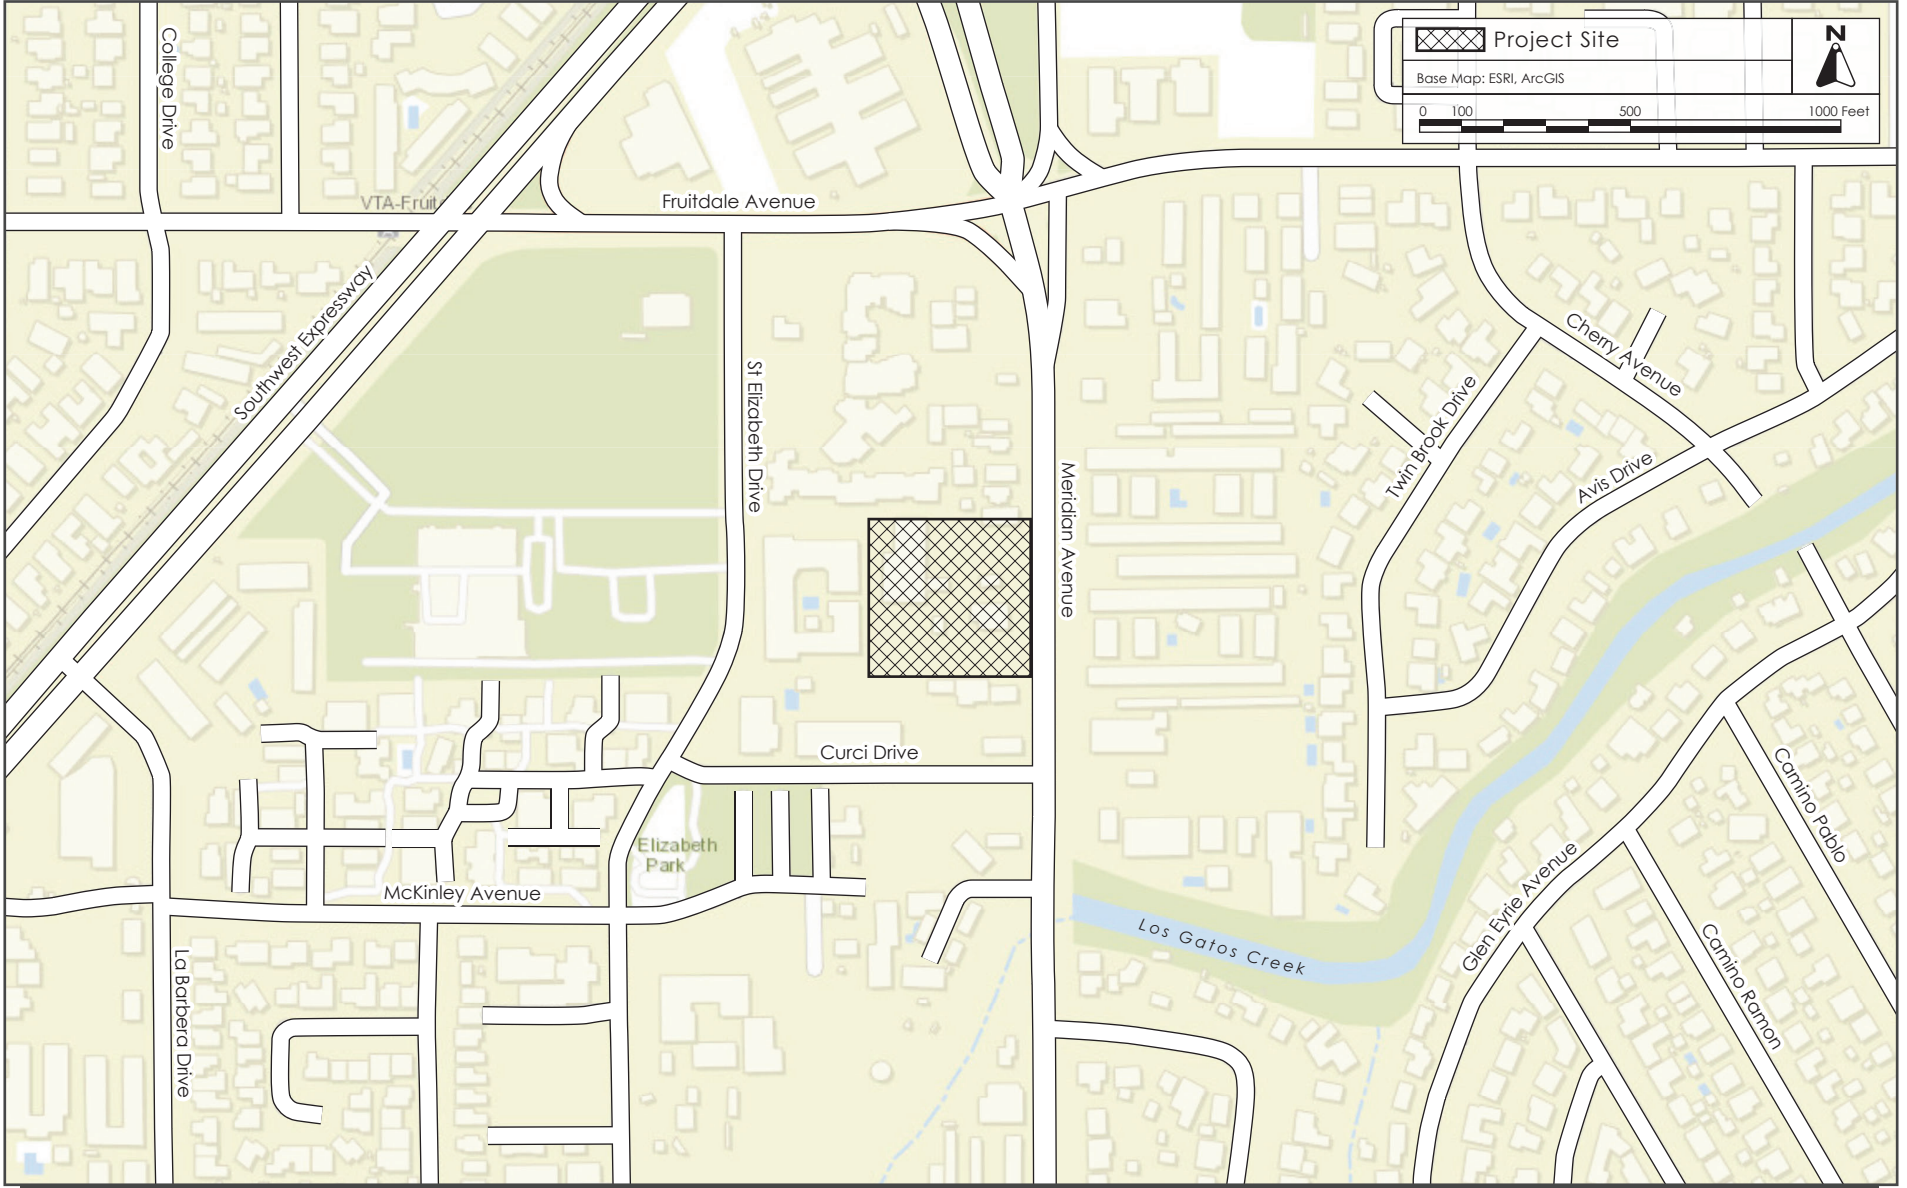 Project Site
N
Base Map: ESRI, ArcGIS
0 100 500 1000 Feet
College Drive
VTA-Fruit
Fruitdale Avenue
Southwest Expressway
St Elizabeth Drive
Meridian Avenue
Cherry Avenue
Twin Brook Drive
Avis Drive
Curci Drive
Camino Pablo
Elizabeth
Park
McKinley Avenue
Glen Eyrie Avenue
Los Gatos Creek
Camino Ramon
La Barbera Drive